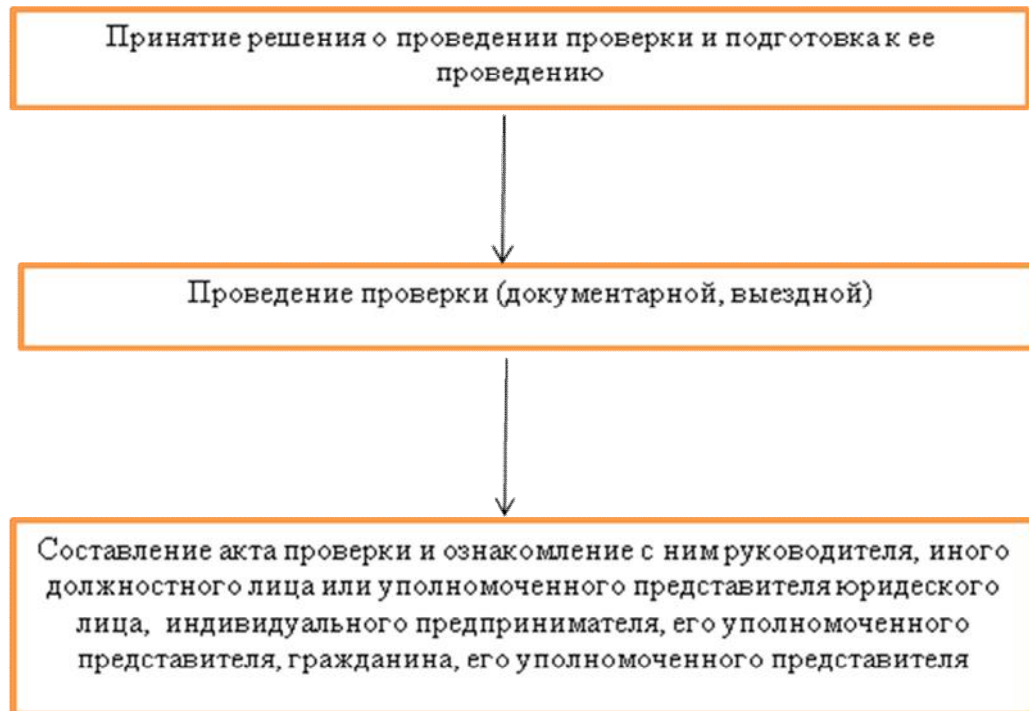 Принятие решения о проведении проверки и подготовка к ее
проведению
Проведение проверки (документарной, выездной)
Составление акта проверки и ознакомление с ним руководителя, иного
должностного лица или уполномоченного представителя юридеского
лица, индивидуального предпринимателя, его уполномоченного
представителя, гражданина, его уполномоченного представителя